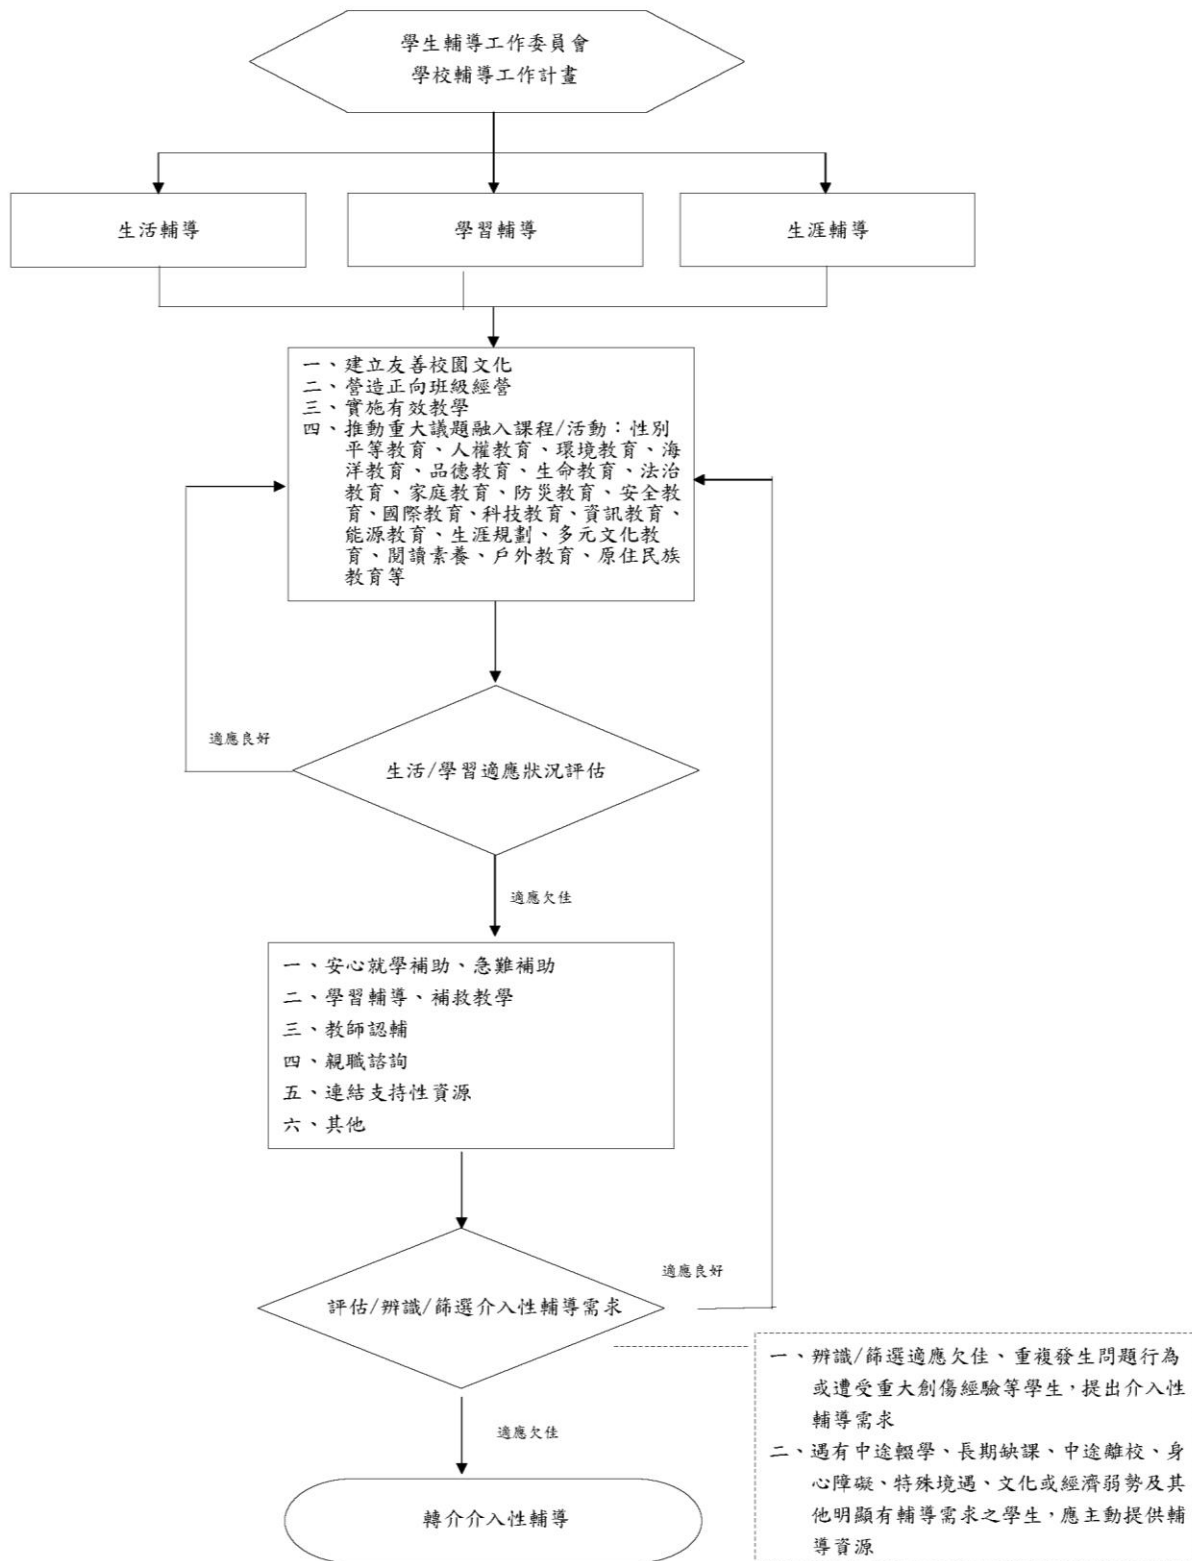 學生輔導工作委員會
學校輔導工作計畫
生活輔導
學習輔導
生涯輔導
一、建立友善校園文化
二、營造正向班級經營
三、實施有效教學
四、推動重大議題融入課程/活動：性別
平等教育、人權教育、環境教育、海
洋教育、品德教育、生命教育、法治
教育、家庭教育、防災教育、安全教
育、國際教育、科技教育、資訊教育、
能源教育、生涯規劃、多元文化教
育、閱讀素養、戶外教育、原住民族
教育等
適應良好
生活/學習適應狀況評估
適應欠佳
一、安心就學補助、急難補助
二、學習輔導、補救教學
三、教師認輔
四、親職諮詢
五、連結支持性資源
六、其他
適應良好
評估/辨識/篩選介入性輔導需求
一、辨識/篩選適應欠佳、重複發生問題行為
或遭受重大創傷經驗等學生，提出介入性
輔導需求
二、遇有中途輟學、長期缺課、中途離校、身
心障礙、特殊境遇、文化或經濟弱勢及其
他明顯有輔導需求之學生，應主動提供輔
導資源
適應欠佳
轉介介入性輔導